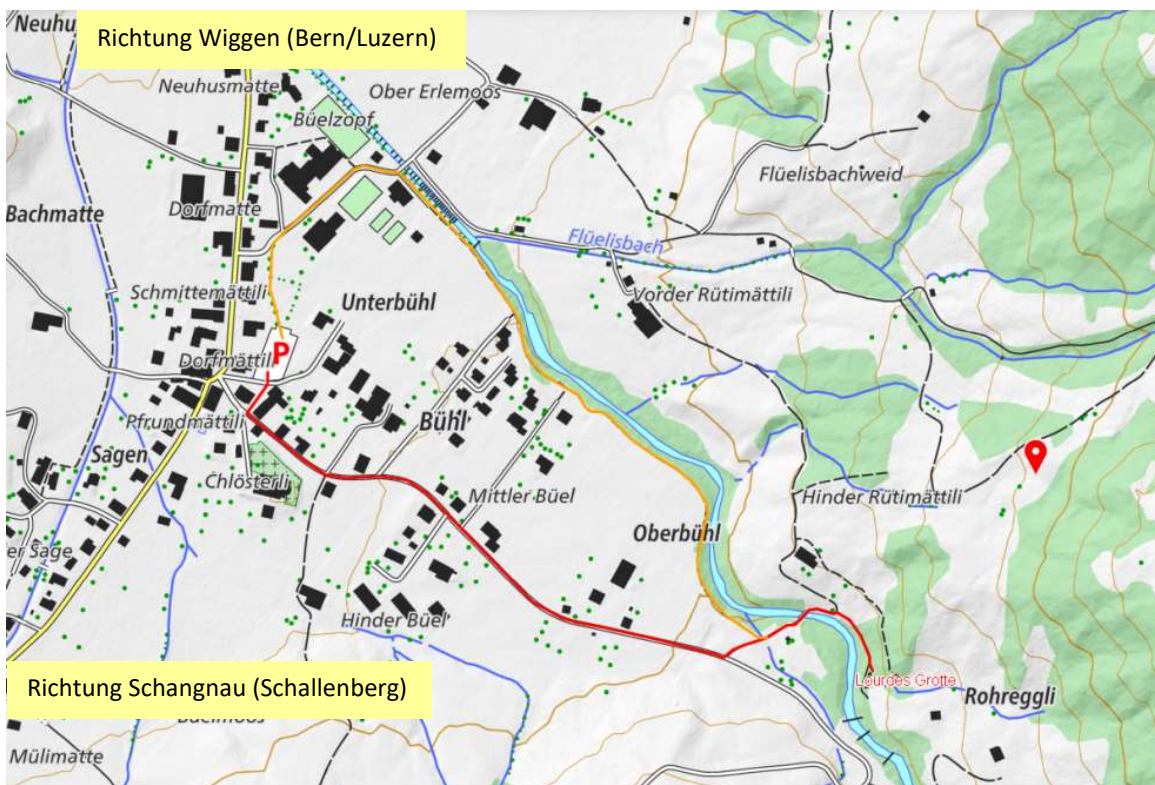 Neuhu
Richtung Wiggen (Bern/Luzern)
Neuhusmatte
Ober Erlemoos
Büelzopf
Flüelisbachweid
Dorfmatte
Bachmatte
Flüelisbach
Schmittemättili
Unterbühl
Vorder Rütimättili
P
Dorfmättili
Pfrundmättili
Bühl
Sagen
Chlösterli
Mittler Büel
Hinder Rütimättili
Oberbühl
er Sage
Hinder Büel
Richtung Schangnau (Schallenberg)
Lourdes Grotte
Rohreggli
Mülimatte